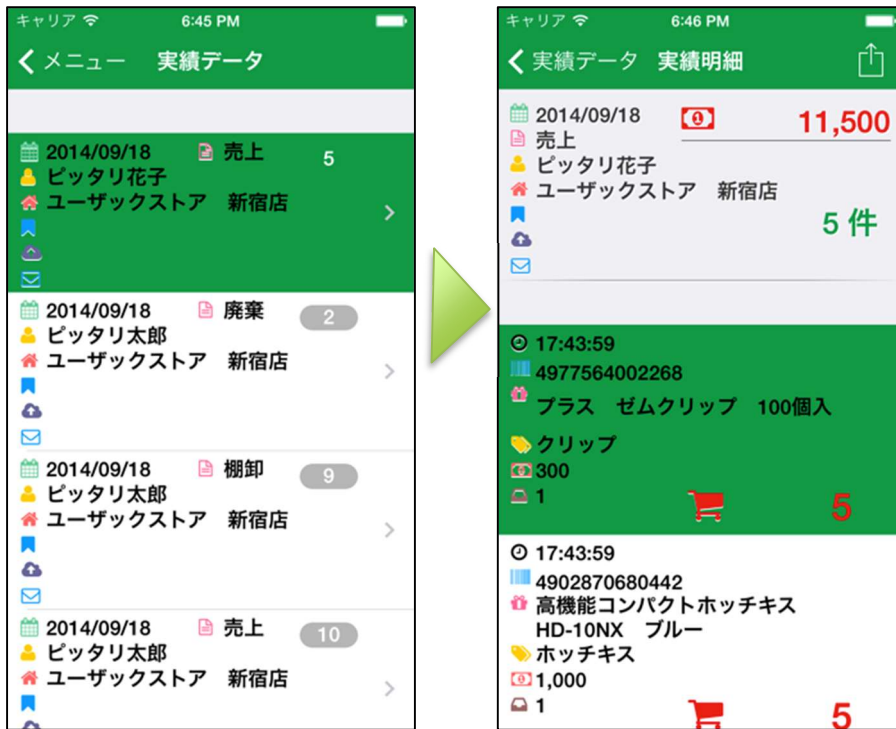 キャリア 6:45 PM
メニュー 実績データ
2014/09/18 売上 5
ピッタリ花子
ユーザックストア 新宿店
2014/09/18 廃棄 2
ピッタリ太郎
ユーザックストア 新宿店
2014/09/18 棚卸 9
ピッタリ太郎
ユーザックストア 新宿店
2014/09/18 売上 10
ピッタリ太郎
ユーザックストア 新宿店
キャリア 6:46 PM
実績データ 実績明細
2014/09/18 11,500
売上
ピッタリ花子
ユーザックストア 新宿店
5 件
17:43:59
4977564002268
プラス ゼムクリップ 100個入
クリップ
300
1 5
17:43:59
4902870680442
高機能コンパクトホッチキス
HD-10NX ブルー
ホッチキス
1,000
1 5